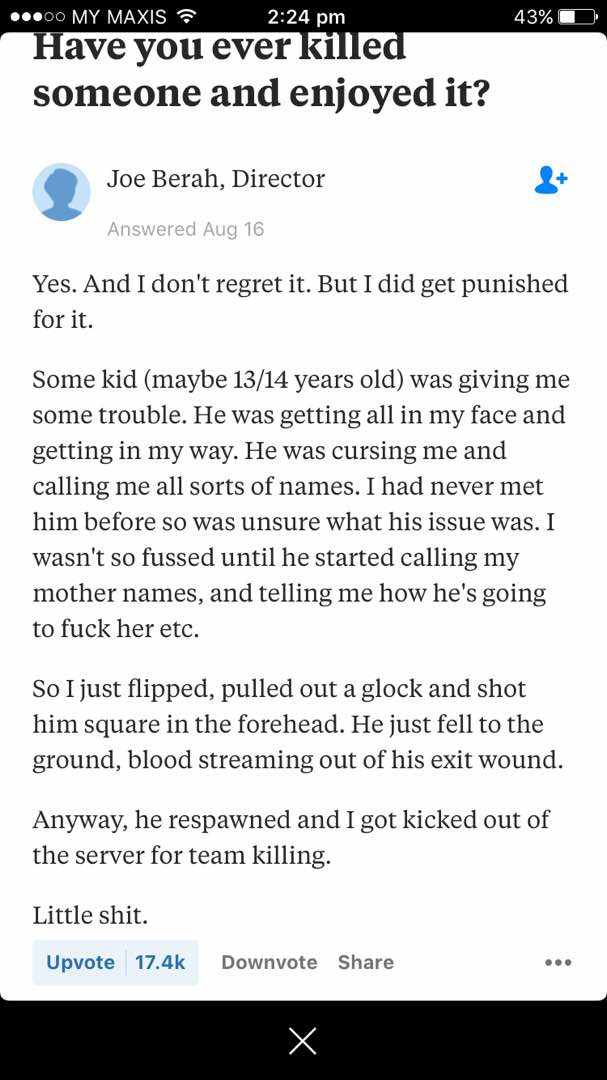 MY MAXIS 2:24 pm 43%
Have you ever killed
someone and enjoyed it?
Joe Berah, Director
Answered Aug 16
Yes. And I don't regret it. But I did get punished
for it.
Some kid (maybe 13/14 years old) was giving me
some trouble. He was getting all in my face and
getting in my way. He was cursing me and
calling me all sorts of names. I had never met
him before so was unsure what his issue was. I
wasn't so fussed until he started calling my
mother names, and telling me how he's going
to fuck her etc.
So I just flipped, pulled out a glock and shot
him square in the forehead. He just fell to the
ground, blood streaming out of his exit wound.
Anyway, he respawned and I got kicked out of
the server for team killing.
Little shit.
Upvote 17.4k Downvote Share